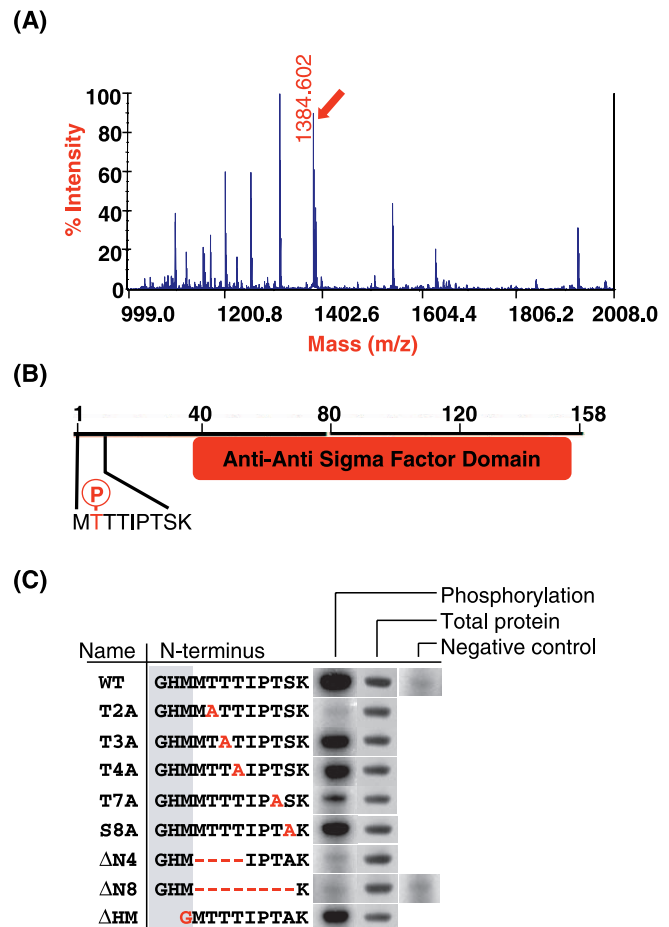 (A)
1384.602
% Intensity
100
80
60
40
20
0
999.0 1200.8 1402.6 1604.4 1806.2 2008.0
Mass (m/z)
(B)
1 40 80 120 158
Anti-Anti Sigma Factor Domain
P
MTTTIPTSK
(C)
Phosphorylation
Total protein
Negative control
Name N-terminus
WT GHMMTTTIPTSK
T2A GHMMATTIPTSK
T3A GHMMTATIPTSK
T4A GHMMTTAIPTSK
T7A GHMMTTTIPASK
S8A GHMMTTTIPTAK
ΔN4 GHM----IPTAK
ΔN8 GHM--------K
ΔHM GMTTTIPTAK